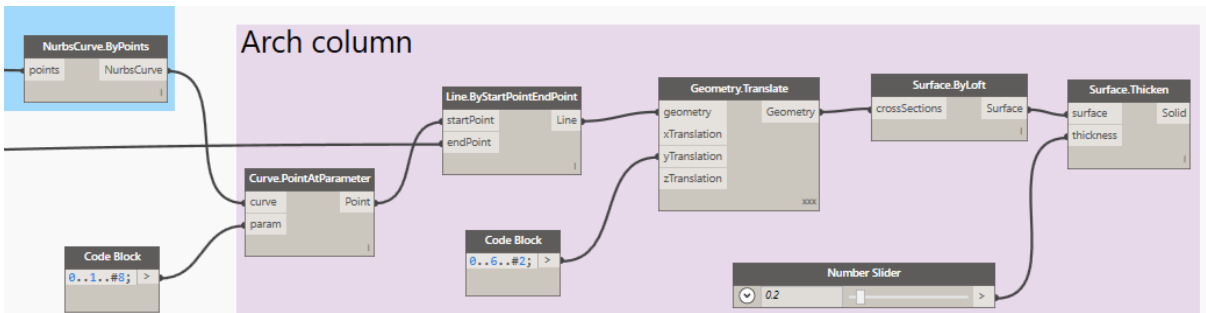 Arch column
NurbsCurve.ByPoints
points NurbsCurve
I
Line.ByStartPointEndPoint
startPoint Line
endPoint
I
Geometry.Translate
geometry Geometry
xTranslation
yTranslation
zTranslation
xxx
Surface.ByLoft
crossSections Surface
I
Surface.Thicken
surface Solid
thickness
I
Curve.PointAtParameter
curve Point
param
I
Code Block
0..1..#8; >
Code Block
0..6..#2; >
Number Slider
0.2 >